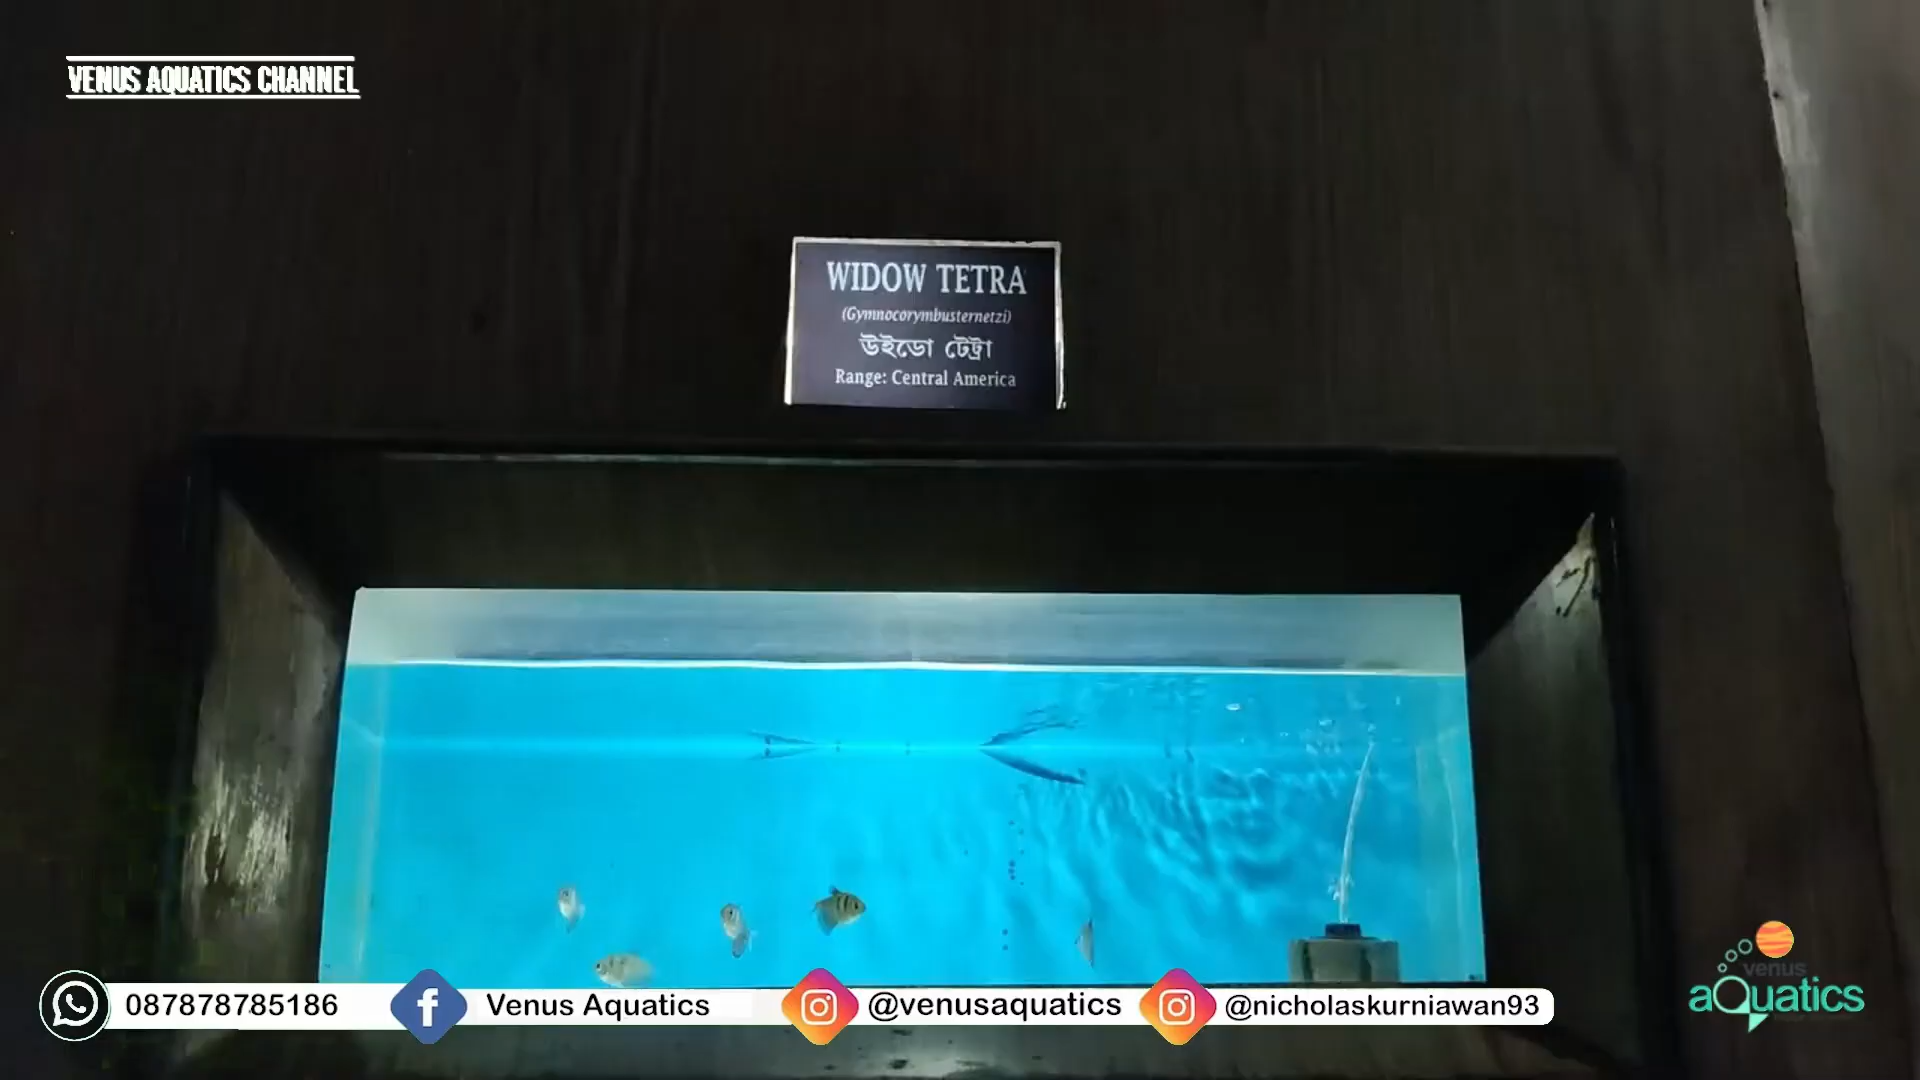 VENUS AQUATICS CHANNEL
WIDOW TETRA
(Gymnocorymbusternetzi)
উইডো টেট্রা
Range: Central America
087878785186
Venus Aquatics
@venusaquatics
@nicholaskurniawan93
venus
aQuatics